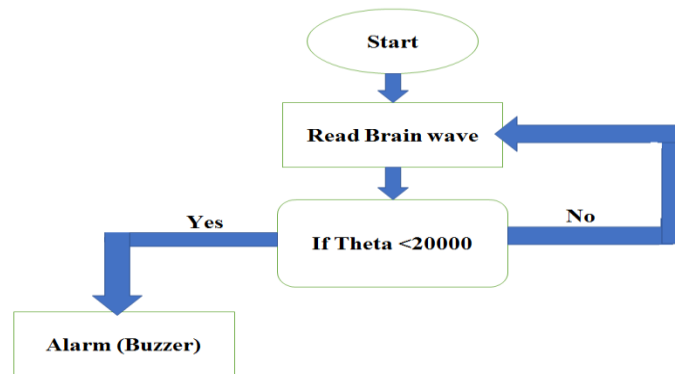 Start
Read Brain wave
Yes
No
If Theta <20000
Alarm (Buzzer)